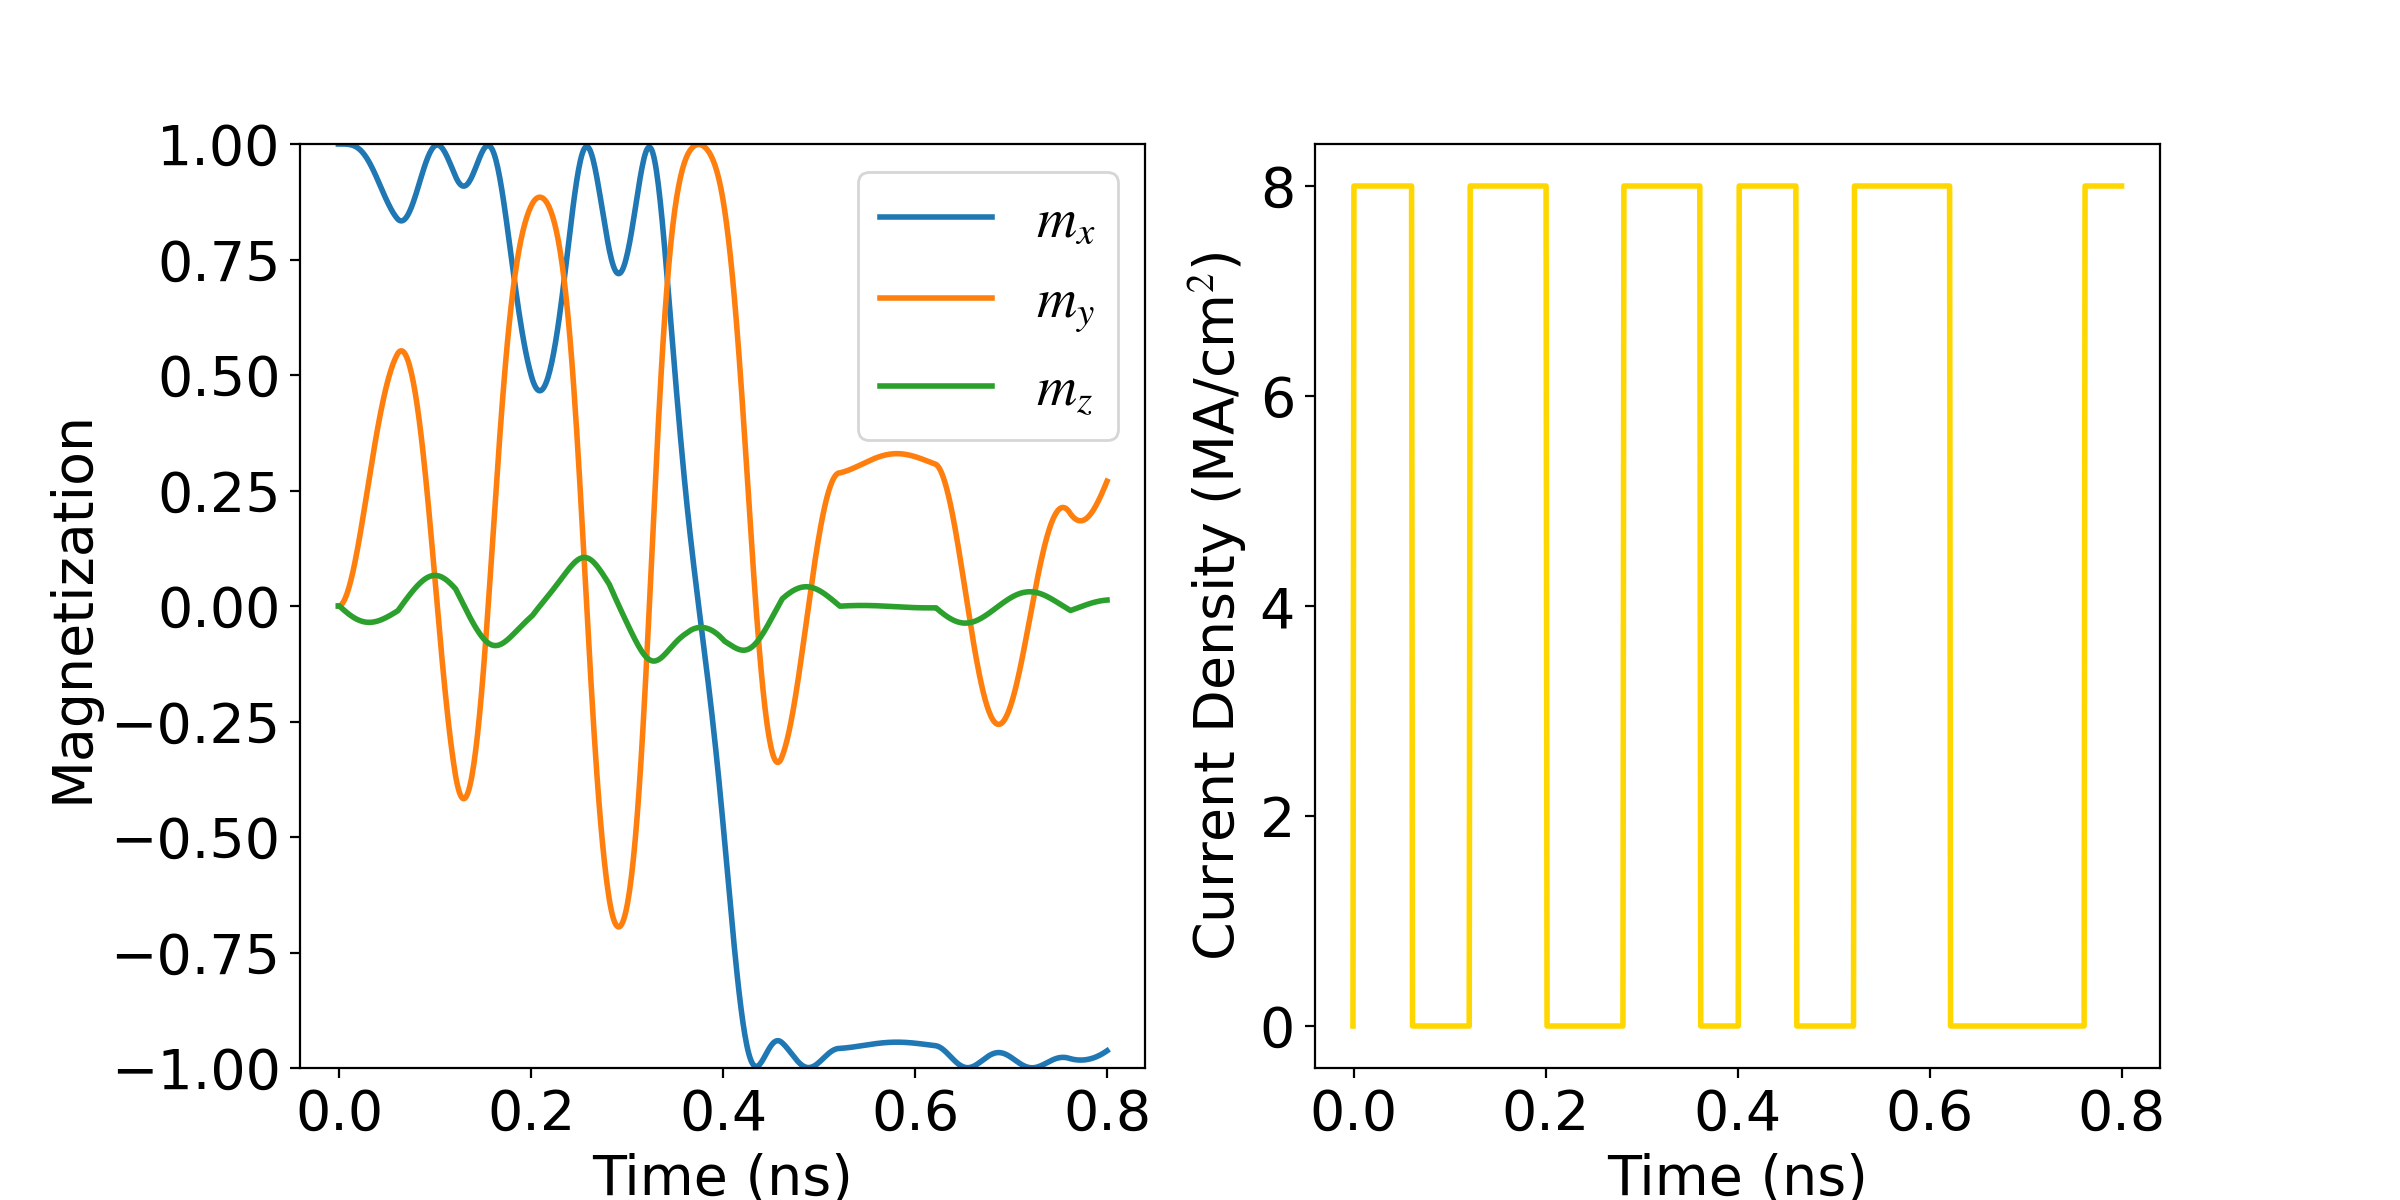 1.00
0.75
0.50
0.25
0.00
−0.25
−0.50
−0.75
−1.00
Magnetization
0.0 0.2 0.4 0.6 0.8
Time (ns)
mₓ
m_y
m_z
8
6
4
2
0
Current Density (MA/cm²)
0.0 0.2 0.4 0.6 0.8
Time (ns)